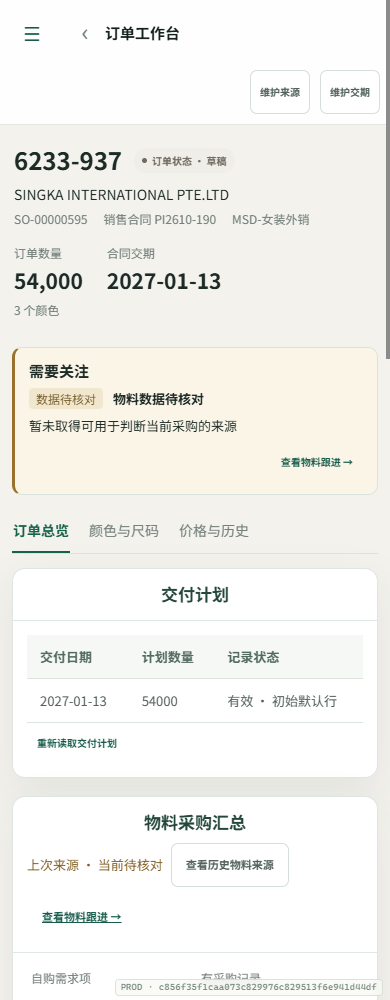 订单工作台
维护来源 维护交期
6233-937 订单状态 · 草稿
SINGKA INTERNATIONAL PTE.LTD
SO-00000595 销售合同 PI2610-190 MSD-女装外销
订单数量 合同交期
54,000 2027-01-13
3 个颜色
需要关注
数据待核对 物料数据待核对
暂未取得可用于判断当前采购的来源
查看物料跟进 →
订单总览 颜色与尺码 价格与历史
交付计划
交付日期 计划数量 记录状态
2027-01-13 54000 有效 · 初始默认行
重新读取交付计划
物料采购汇总
上次来源 · 当前待核对 查看历史物料来源
查看物料跟进 →
自购需求项 有采购记录
PROD · c856f35f1caa073c829976c829513f6e941d44df